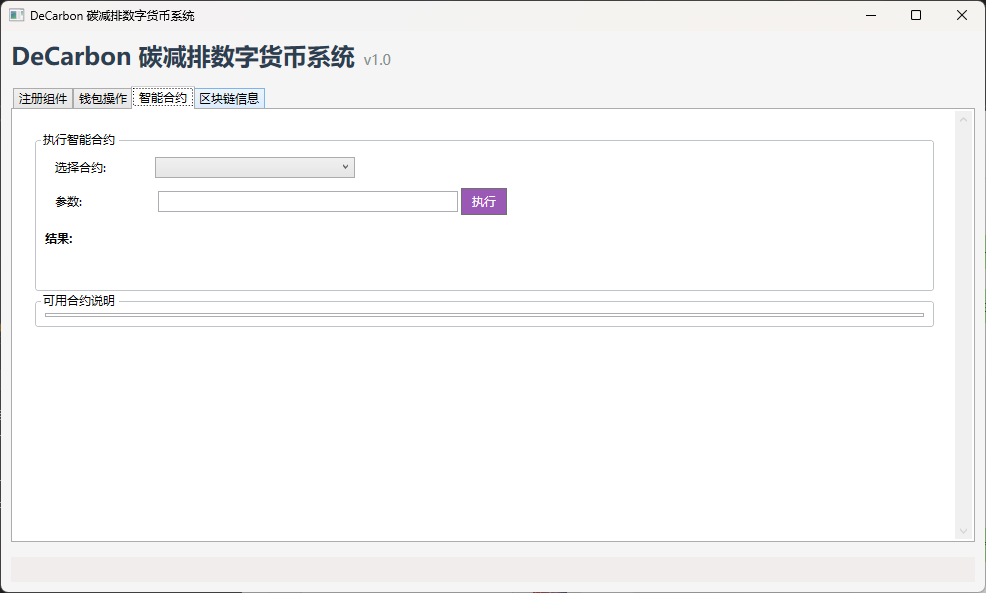 DeCarbon 碳减排数字货币系统
DeCarbon 碳减排数字货币系统 v1.0
注册组件 钱包操作 智能合约 区块链信息
执行智能合约
选择合约:
参数: 执行
结果:
可用合约说明